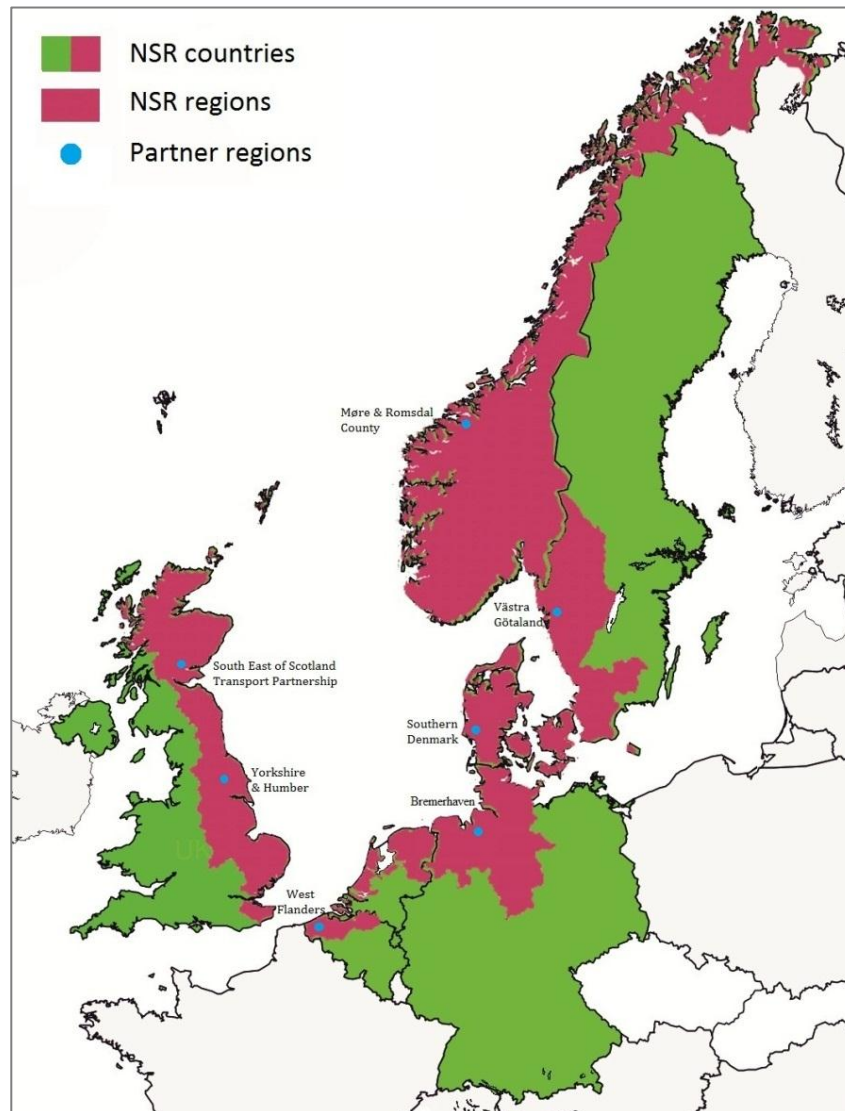 NSR countries
NSR regions
Partner regions
Møre & Romsdal
County
Västra
Götaland
South East of Scotland
Transport Partnership
Southern
Denmark
Yorkshire
& Humber
Bremerhaven
UK
West
Flanders